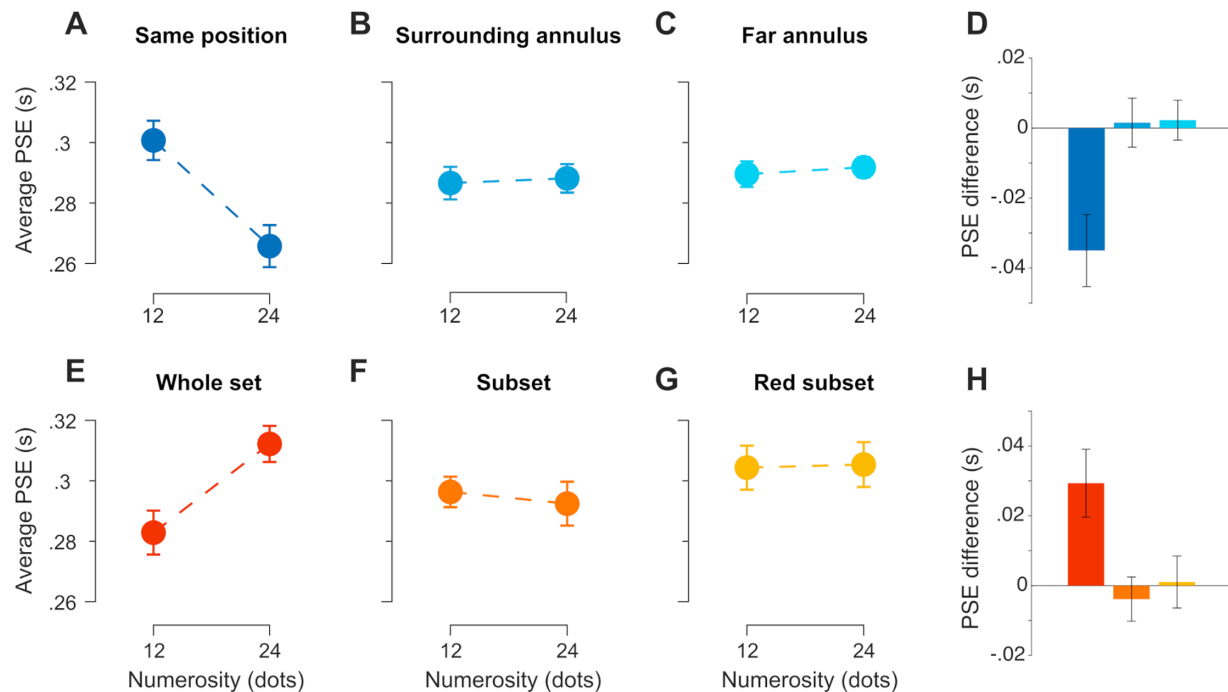 A Same position
Average PSE (s)
.32
.3
.28
.26
12 24
B Surrounding annulus
12 24
C Far annulus
12 24
D
PSE difference (s)
.02
0
-.02
-.04
E Whole set
Average PSE (s)
.32
.3
.28
.26
12 24
Numerosity (dots)
F Subset
12 24
Numerosity (dots)
G Red subset
12 24
Numerosity (dots)
H
PSE difference (s)
.04
.02
0
-.02